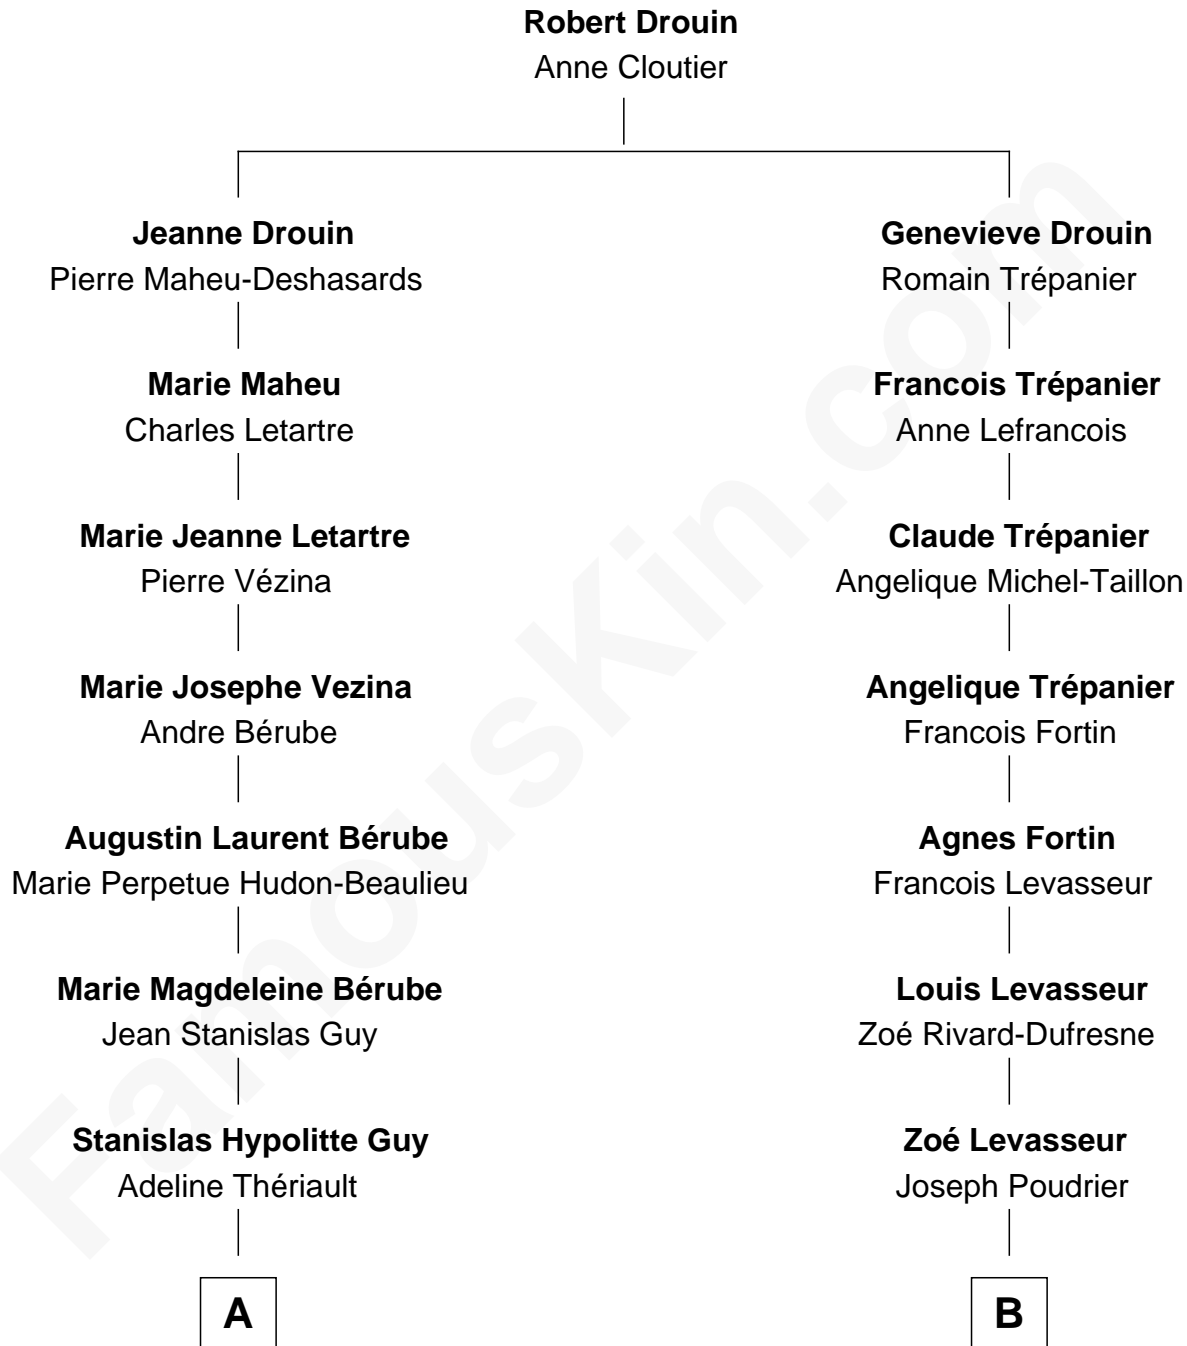 Robert Drouin
Anne Cloutier
Jeanne Drouin
Pierre Maheu-Deshasards
Genevieve Drouin
Romain Trépanier
Marie Maheu
Charles Letartre
Francois Trépanier
Anne Lefrancois
Marie Jeanne Letartre
Pierre Vézina
Claude Trépanier
Angelique Michel-Taillon
Marie Josephe Vezina
Andre Bérube
Angelique Trépanier
Francois Fortin
Augustin Laurent Bérube
Marie Perpetue Hudon-Beaulieu
Agnes Fortin
Francois Levasseur
Marie Magdeleine Bérube
Jean Stanislas Guy
Louis Levasseur
Zoé Rivard-Dufresne
Stanislas Hypolitte Guy
Adeline Thériault
Zoé Levasseur
Joseph Poudrier
A
B
FamousKin.com